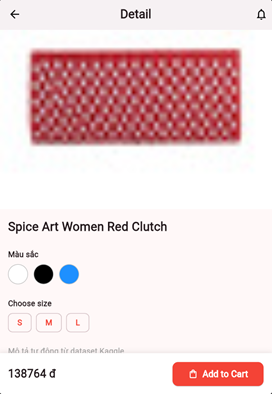 Detail
Spice Art Women Red Clutch
Màu sắc
Choose size
S M L
Mô tả tự động từ dataset Kaggle
138764 đ
Add to Cart